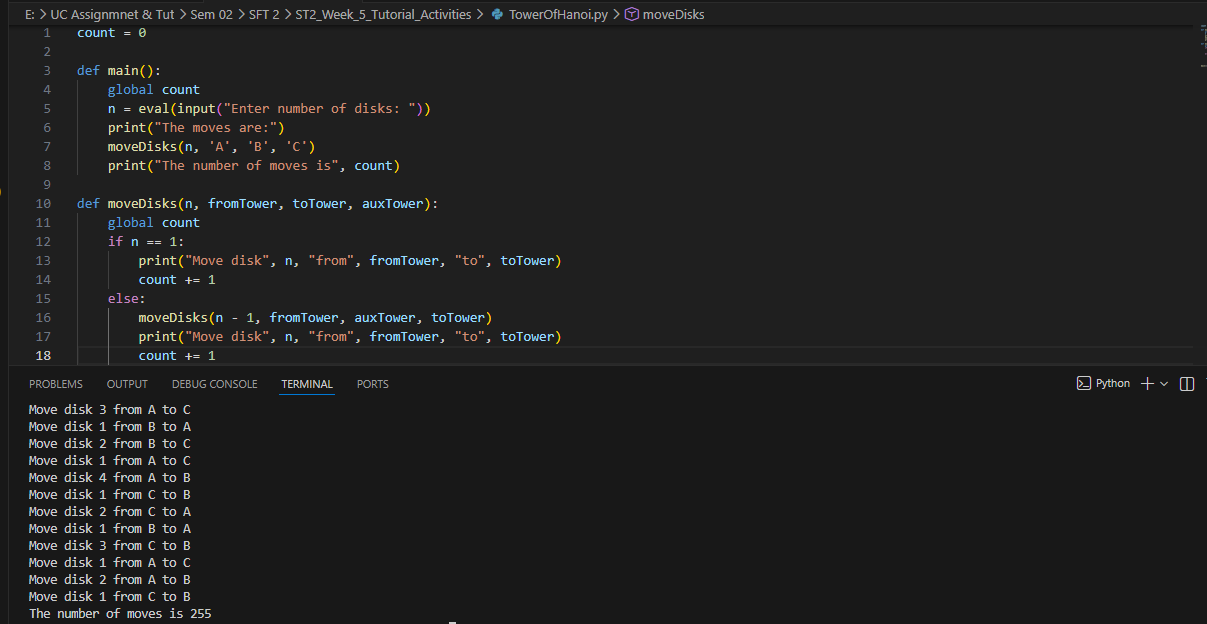 E: > UC Assignmnet & Tut > Sem 02 > SFT 2 > ST2_Week_5_Tutorial_Activities > TowerOfHanoi.py > moveDisks
1 count = 0
2
3 def main():
4     global count
5     n = eval(input("Enter number of disks: "))
6     print("The moves are:")
7     moveDisks(n, 'A', 'B', 'C')
8     print("The number of moves is", count)
9
10 def moveDisks(n, fromTower, toTower, auxTower):
11     global count
12     if n == 1:
13         print("Move disk", n, "from", fromTower, "to", toTower)
14         count += 1
15     else:
16         moveDisks(n - 1, fromTower, auxTower, toTower)
17         print("Move disk", n, "from", fromTower, "to", toTower)
18         count += 1
PROBLEMS OUTPUT DEBUG CONSOLE TERMINAL PORTS Python
Move disk 3 from A to C
Move disk 1 from B to A
Move disk 2 from B to C
Move disk 1 from A to C
Move disk 4 from A to B
Move disk 1 from C to B
Move disk 2 from C to A
Move disk 1 from B to A
Move disk 3 from C to B
Move disk 1 from A to C
Move disk 2 from A to B
Move disk 1 from C to B
The number of moves is 255